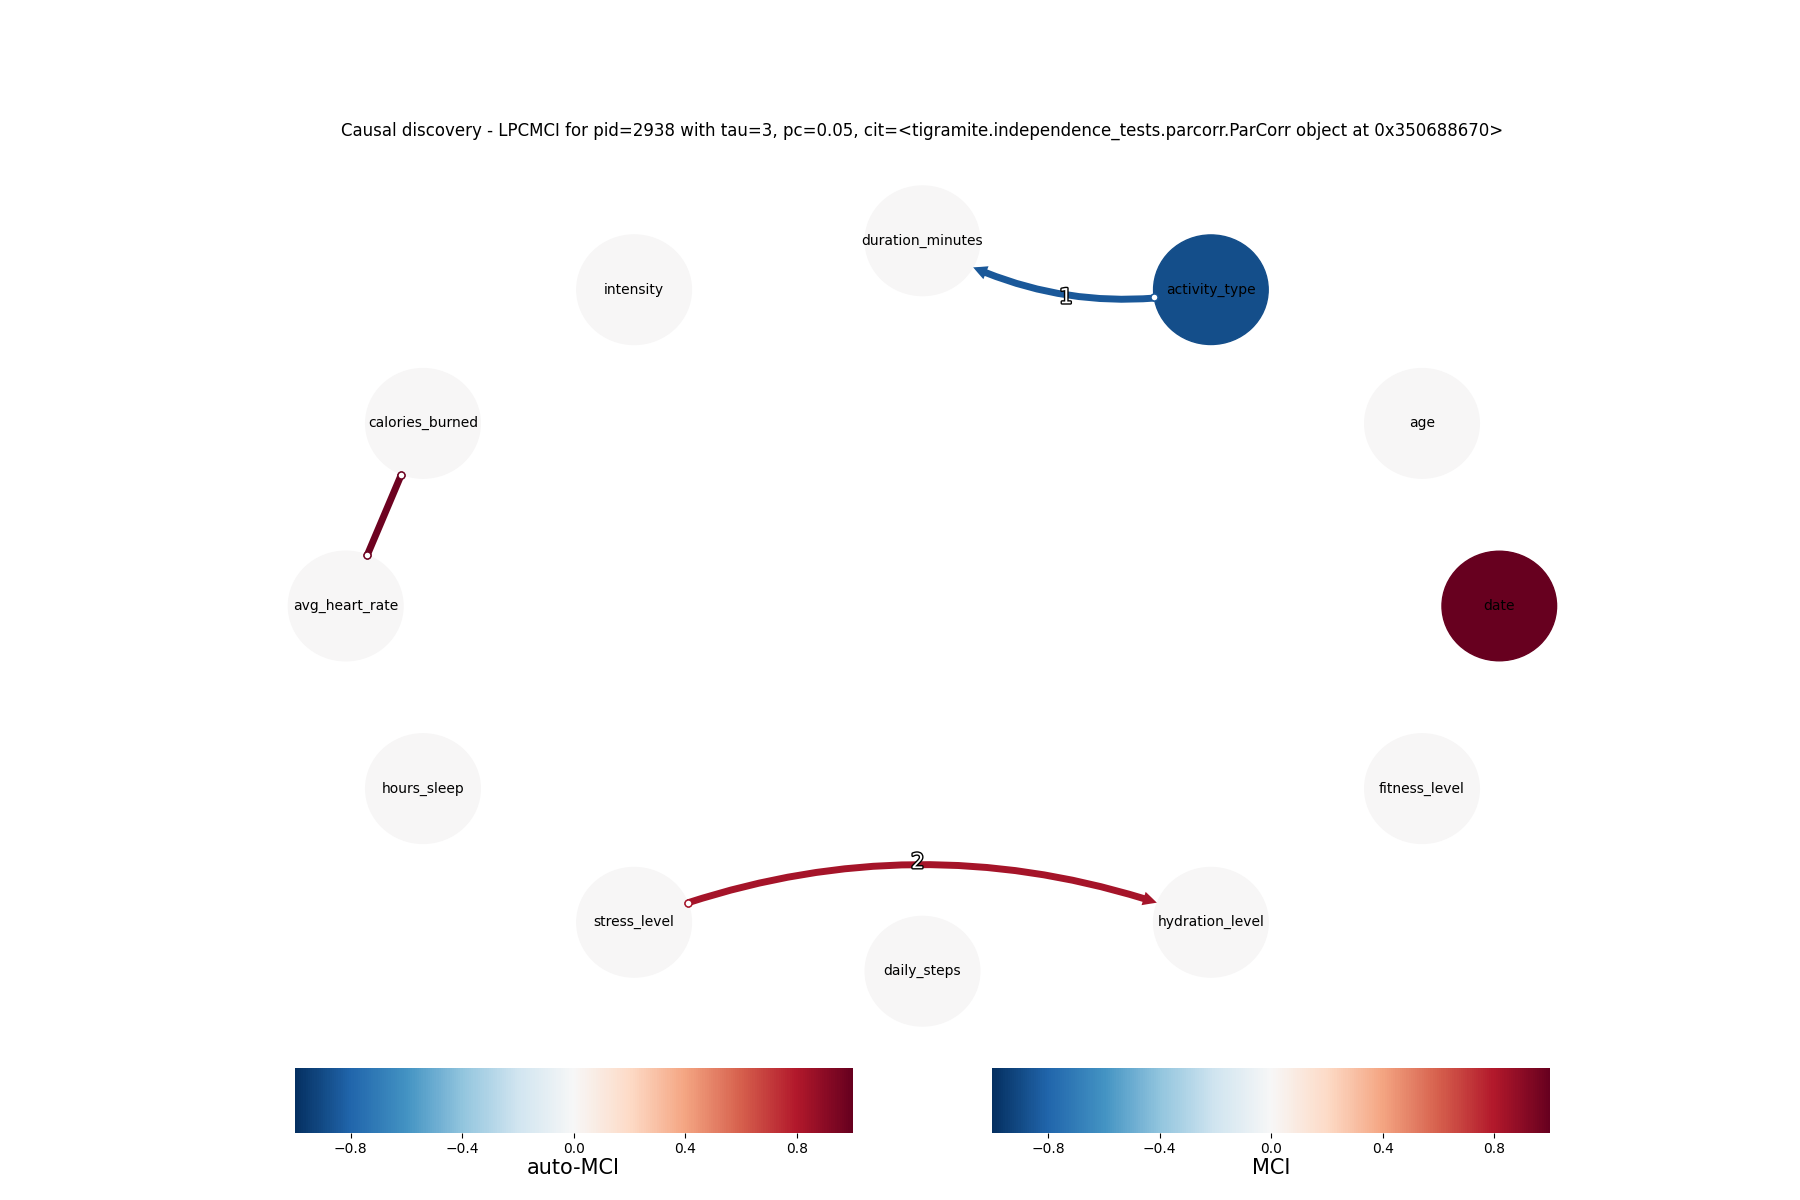 Causal discovery - LPCMCI for pid=2938 with tau=3, pc=0.05, cit=<tigramite.independence_tests.parcorr.ParCorr object at 0x350688670>
duration_minutes
intensity
activity_type
1
calories_burned
age
avg_heart_rate
date
hours_sleep
fitness_level
2
stress_level
hydration_level
daily_steps
−0.8 −0.4 0.0 0.4 0.8
auto-MCI
−0.8 −0.4 0.0 0.4 0.8
MCI